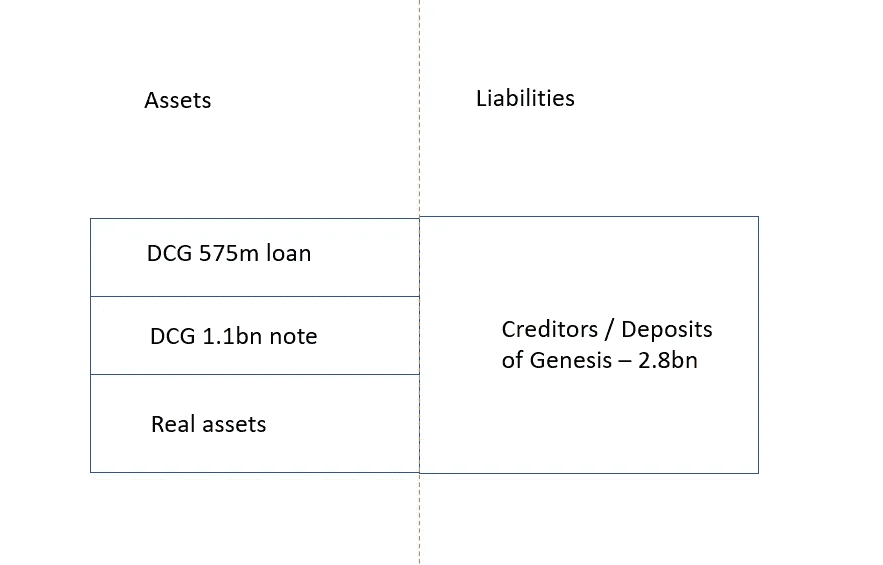 Assets
Liabilities
DCG 575m loan
DCG 1.1bn note
Real assets
Creditors / Deposits
of Genesis – 2.8bn